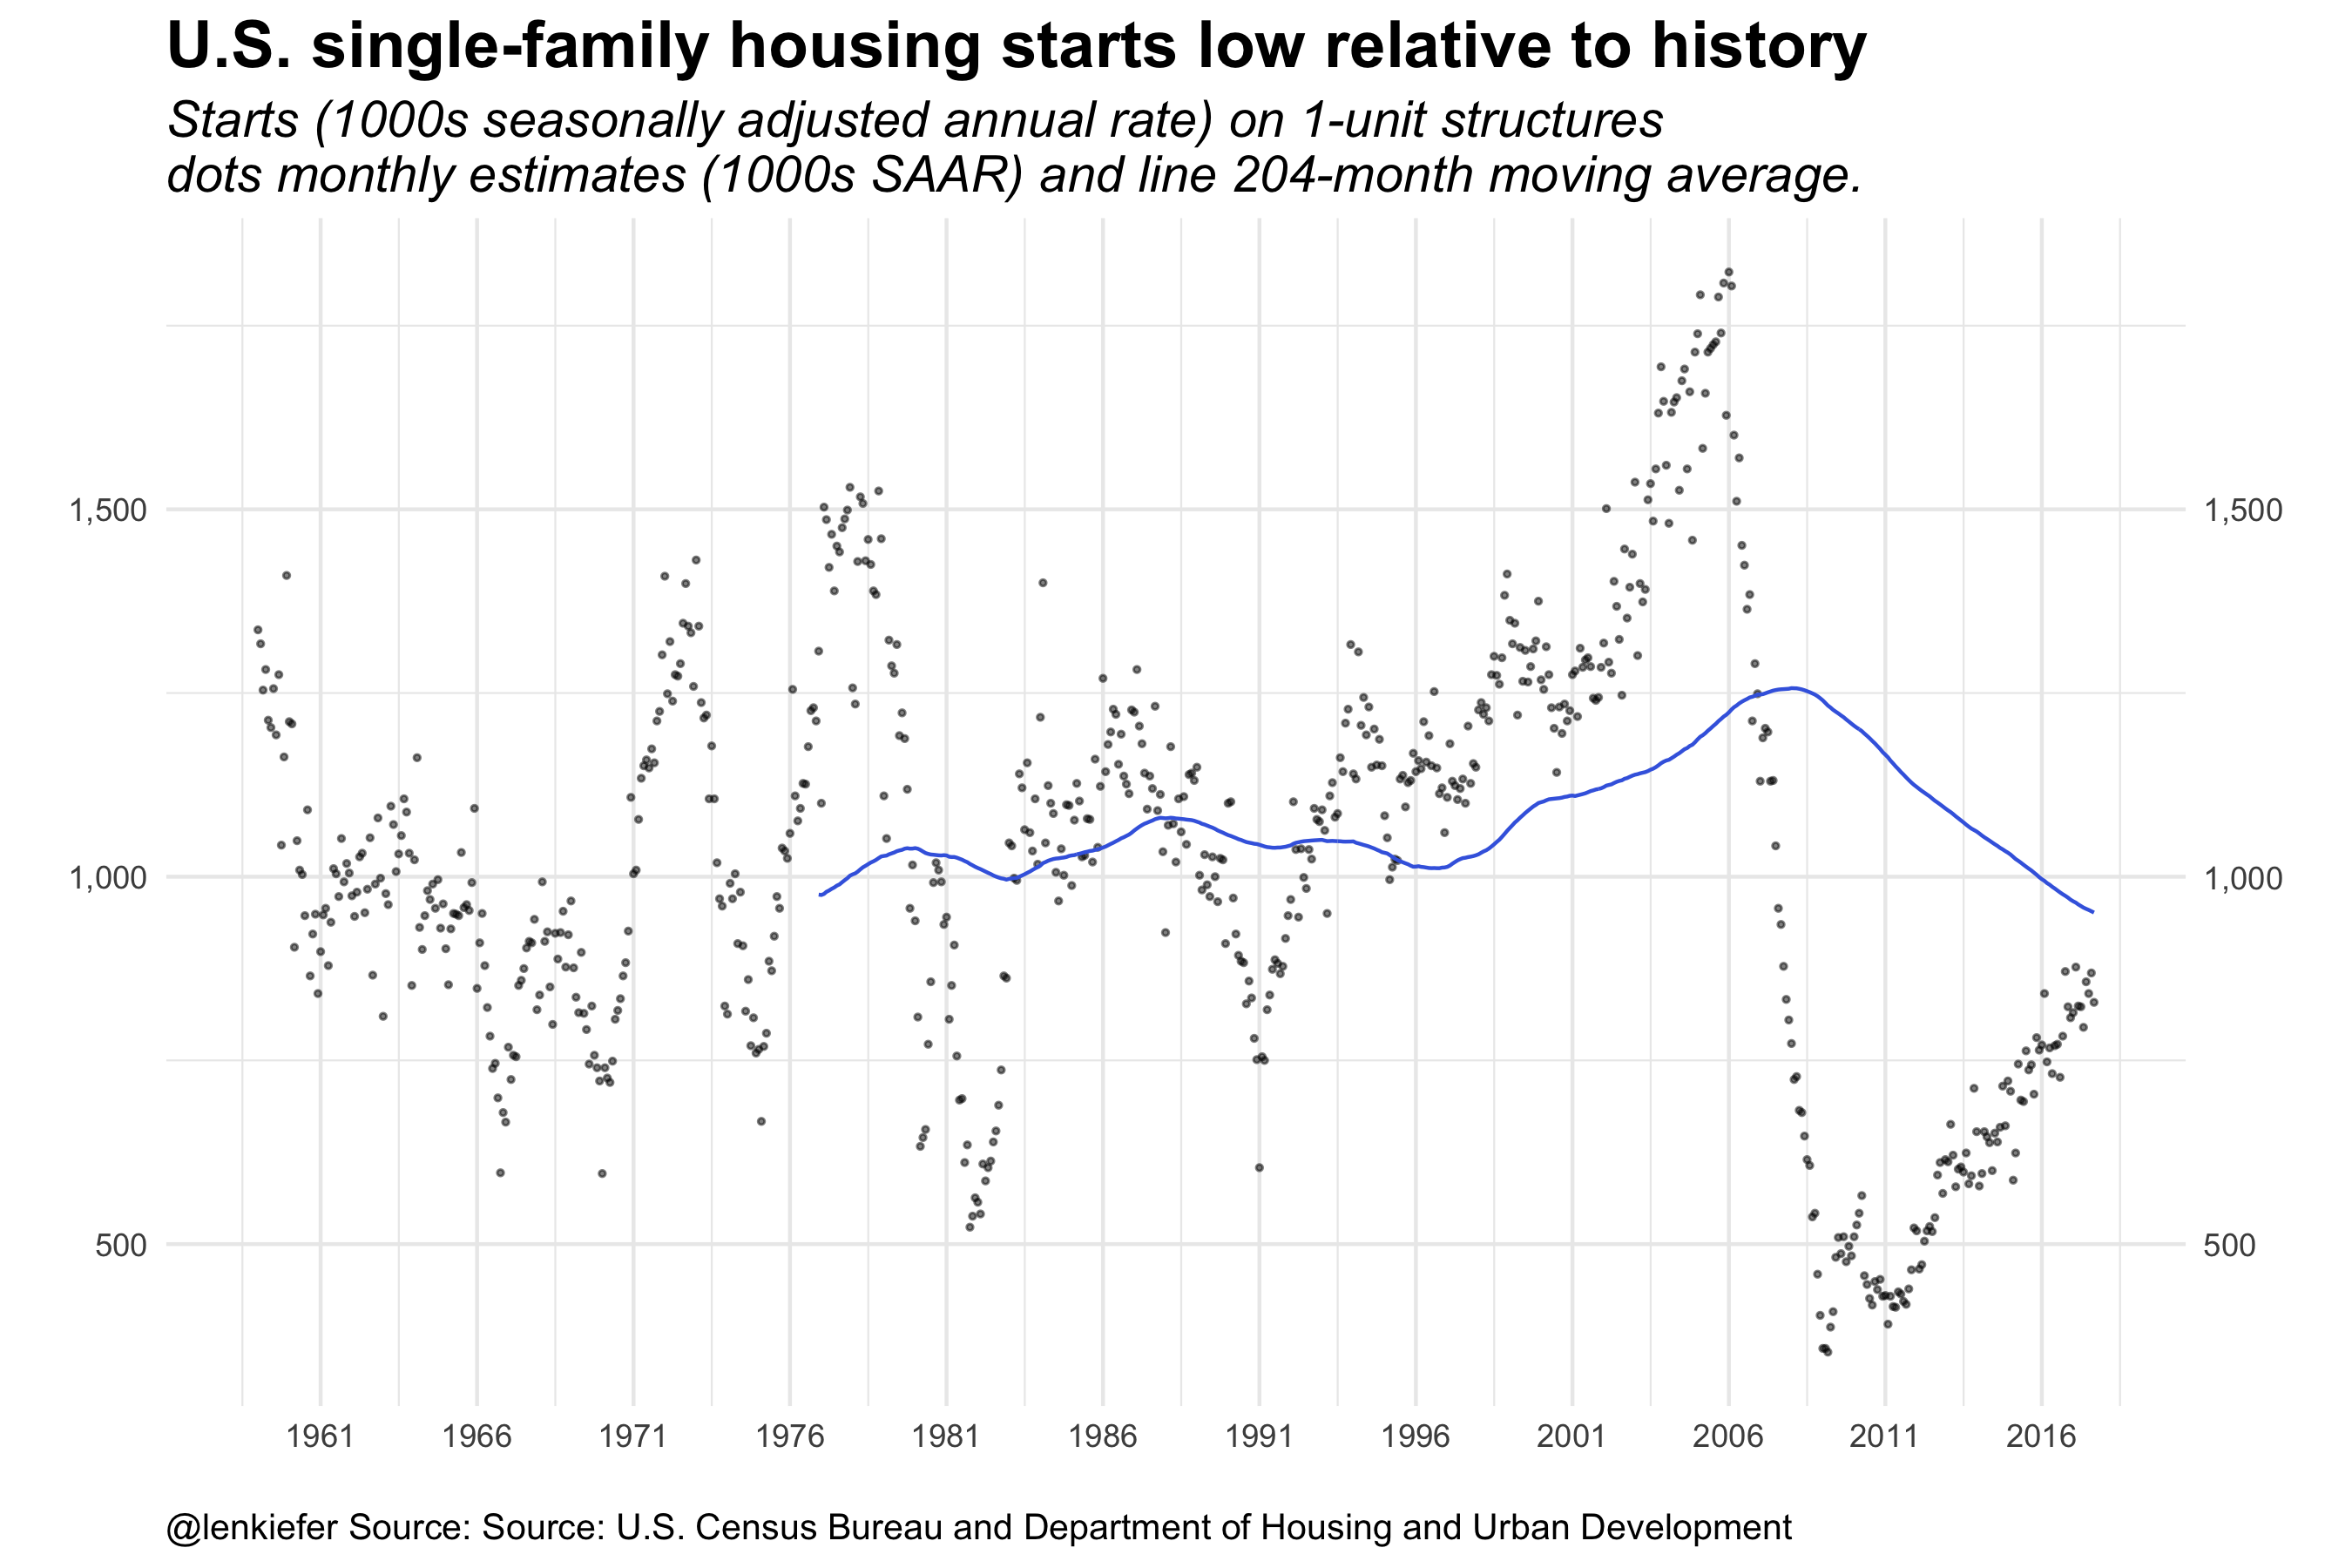 U.S. single-family housing starts low relative to history
Starts (1000s seasonally adjusted annual rate) on 1-unit structures
dots monthly estimates (1000s SAAR) and line 204-month moving average.
1,500 1,500
1,000 1,000
500 500
1961 1966 1971 1976 1981 1986 1991 1996 2001 2006 2011 2016
@lenkiefer Source: Source: U.S. Census Bureau and Department of Housing and Urban Development